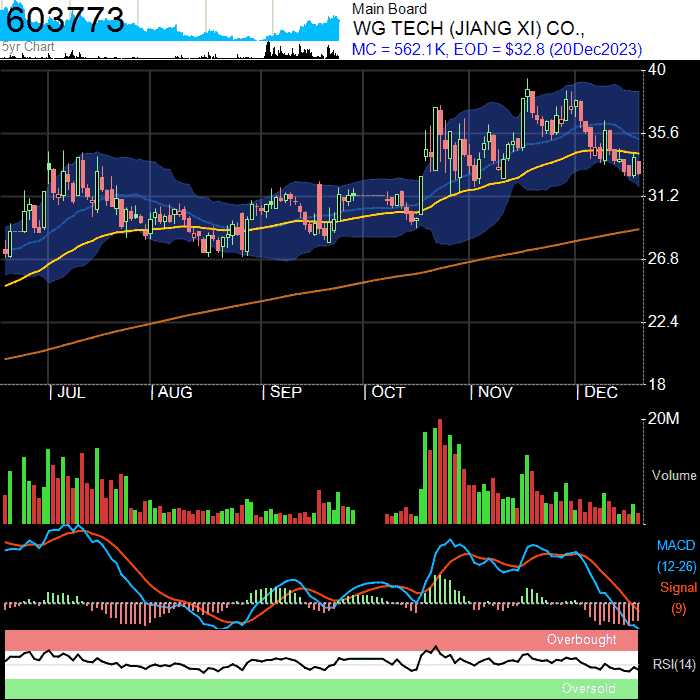 603773
5yr Chart
Main Board
WG TECH (JIANG XI) CO.,
MC = 562.1K, EOD = $32.8 (20Dec2023)
40
35.6
31.2
26.8
22.4
18
JUL
AUG
SEP
OCT
NOV
DEC
20M
Volume
MACD
(12-26)
Signal
(9)
Overbought
RSI(14)
Oversold